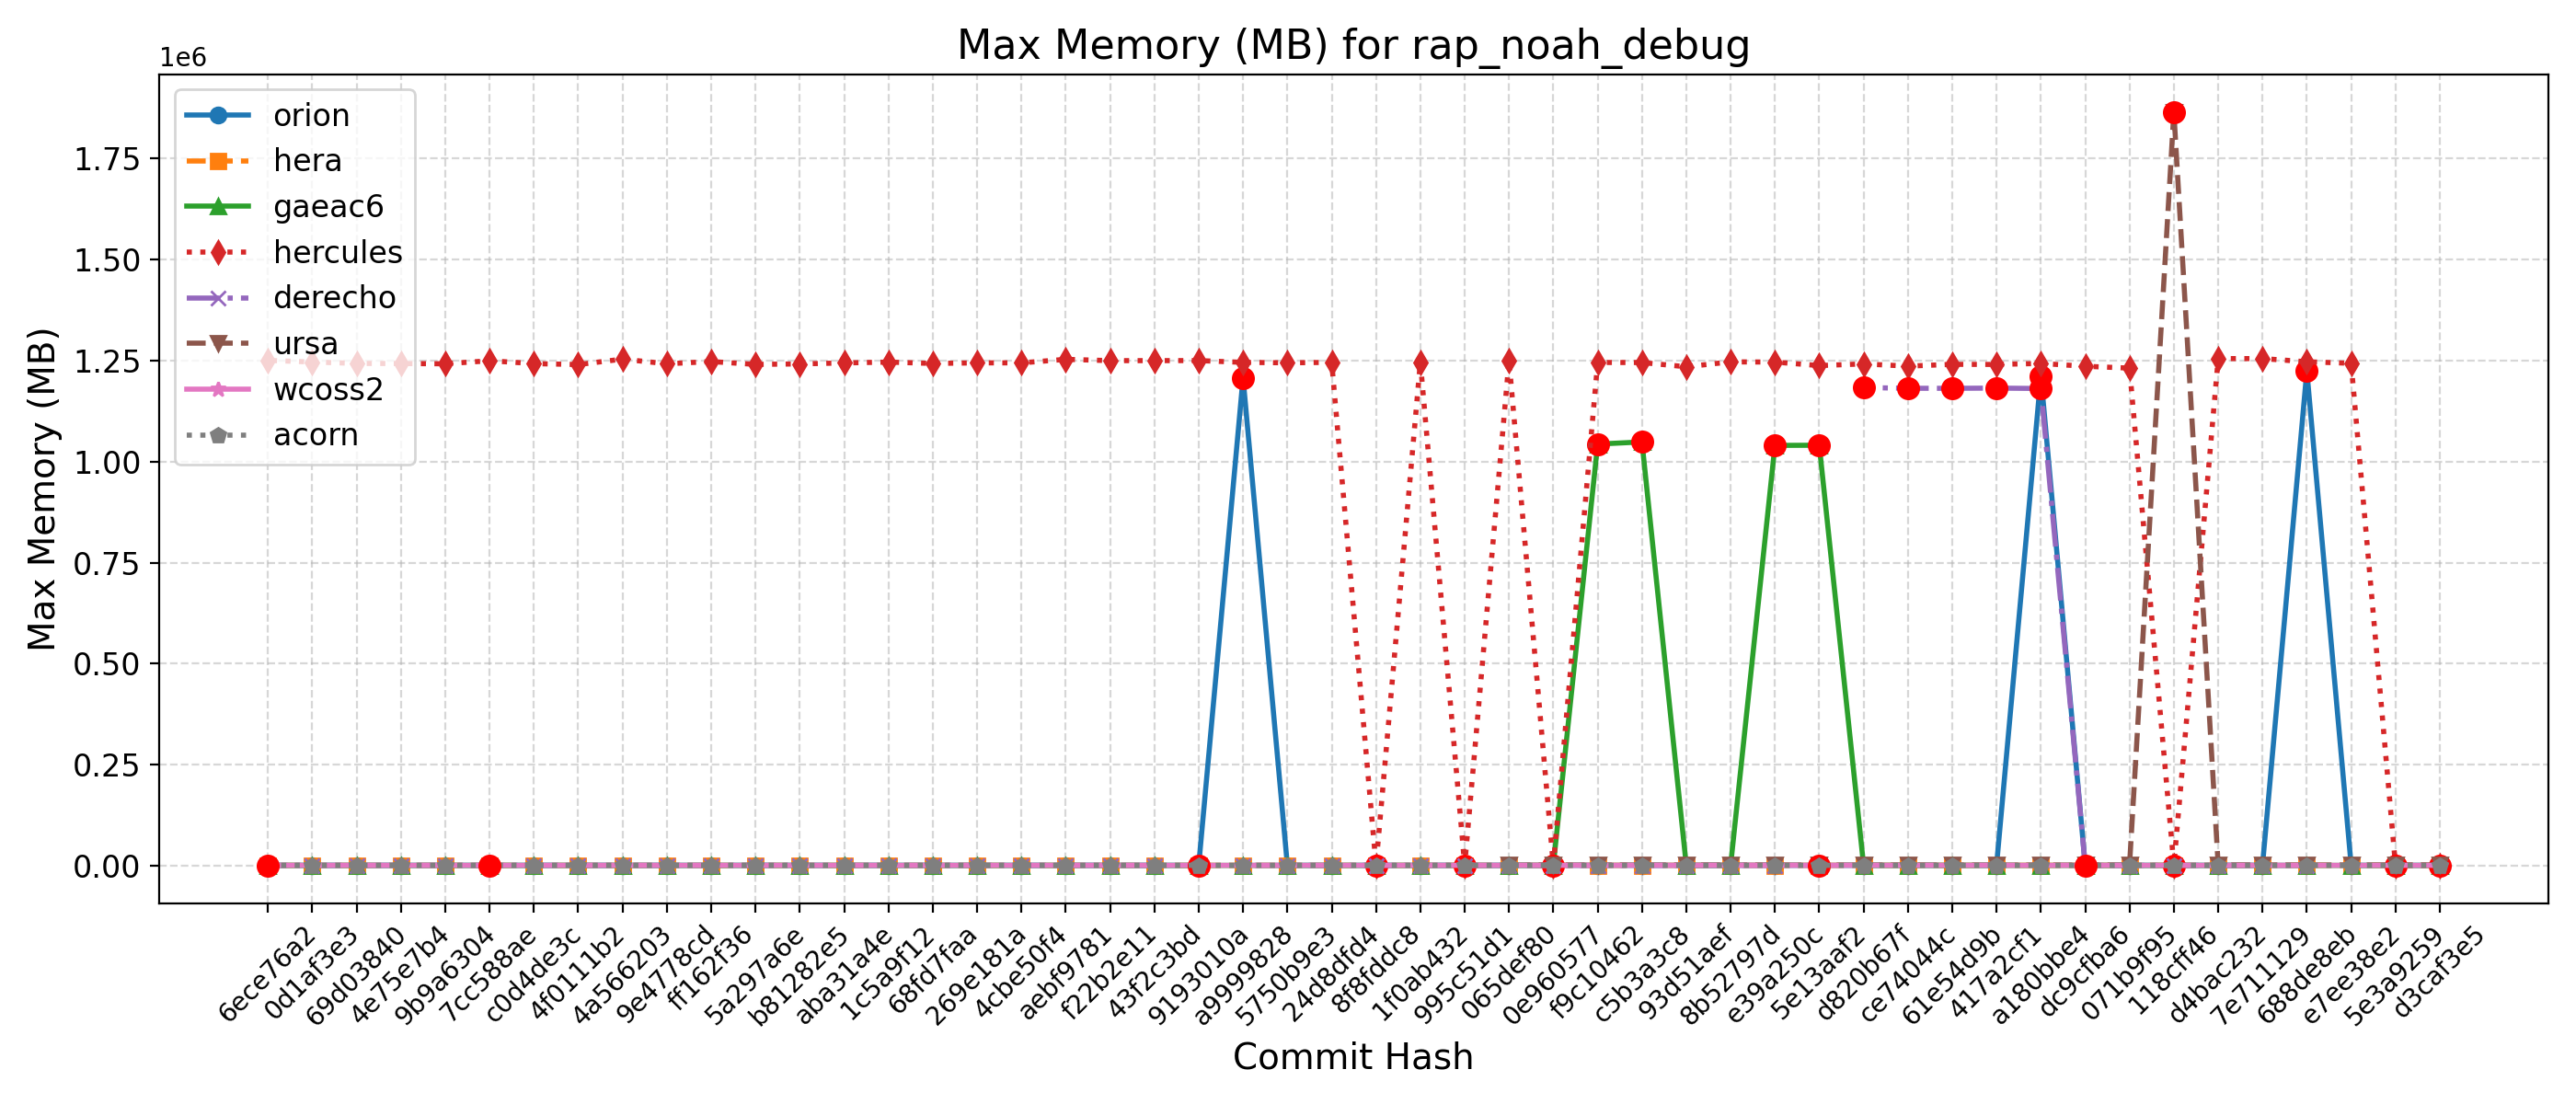 Max Memory (MB) for rap_noah_debug
1e6
orion
hera
gaeac6
hercules
derecho
ursa
wcoss2
acorn
Max Memory (MB)
1.75
1.50
1.25
1.00
0.75
0.50
0.25
0.00
6ece76a2
0d1af3e3
69d03840
4e75e7b4
9b9a6304
7cc588ae
c0d4de3c
4f0111b2
4a566203
9e4778cd
ff162f36
5a297a6e
b81282e5
aba31a4e
1c5a9f12
68fd7faa
269e181a
4cbe50f4
aebf9781
f22b2e11
43f2c3bd
9193010a
a9999828
5750b9e3
24d8dfd4
8f8fddc8
1f0ab432
995c51d1
065def80
0e960577
f9c10462
c5b3a3c8
93d51aef
8b52797d
e39a250c
5e13aaf2
d820b67f
ce74044c
61e54d9b
417a2cf1
a180bbe4
dc9cfba6
071b9f95
118cff46
d4bac232
7e711129
688de8eb
e7ee38e2
5e3a9259
d3caf3e5
Commit Hash